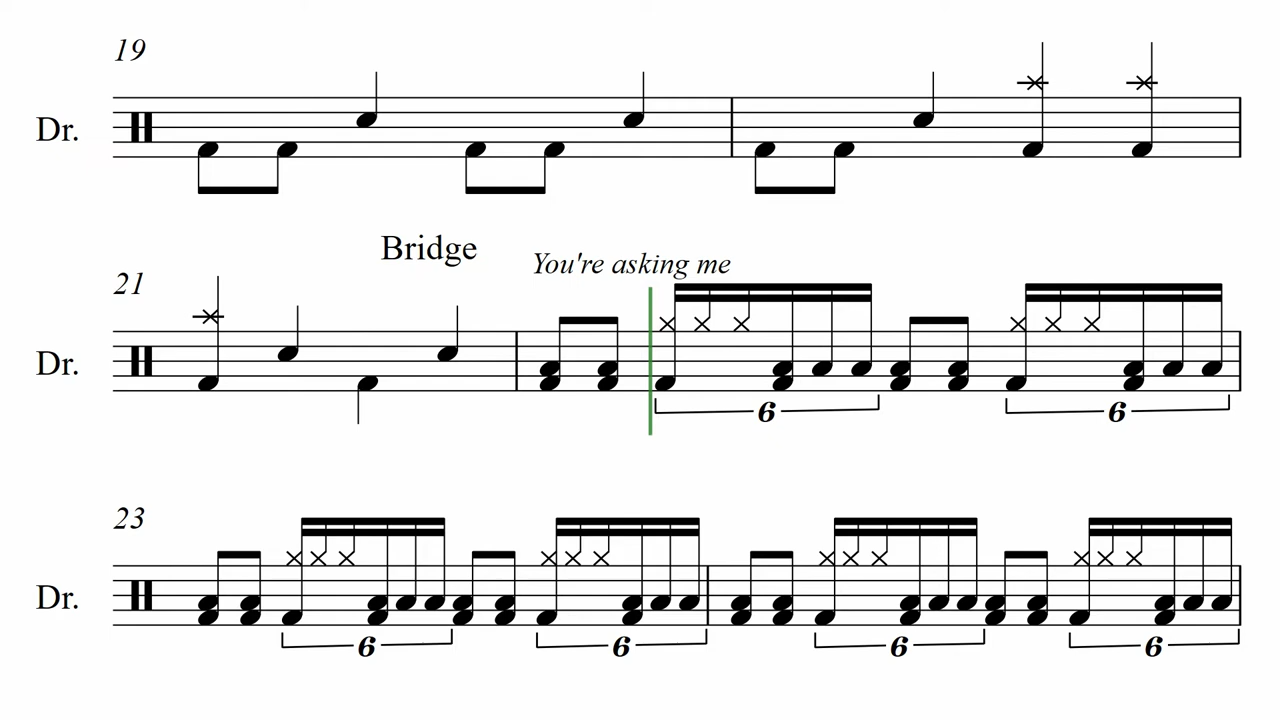 19
Dr.
Bridge
You're asking me
21
Dr.
6 6
23
Dr.
6 6 6 6